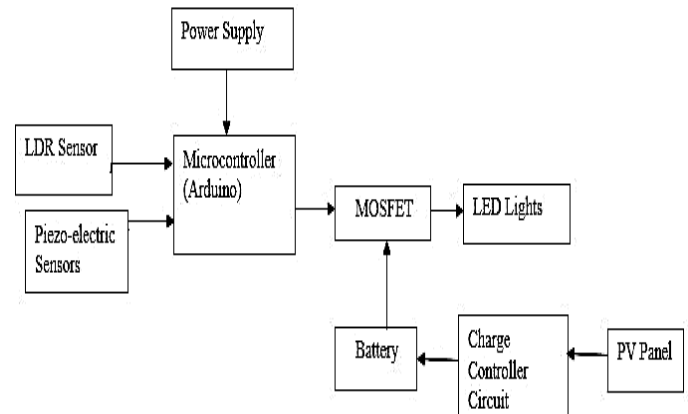 Power Supply
LDR Sensor
Microcontroller
(Arduino)
Piezo-electric
Sensors
MOSFET
LED Lights
Battery
Charge
Controller
Circuit
PV Panel